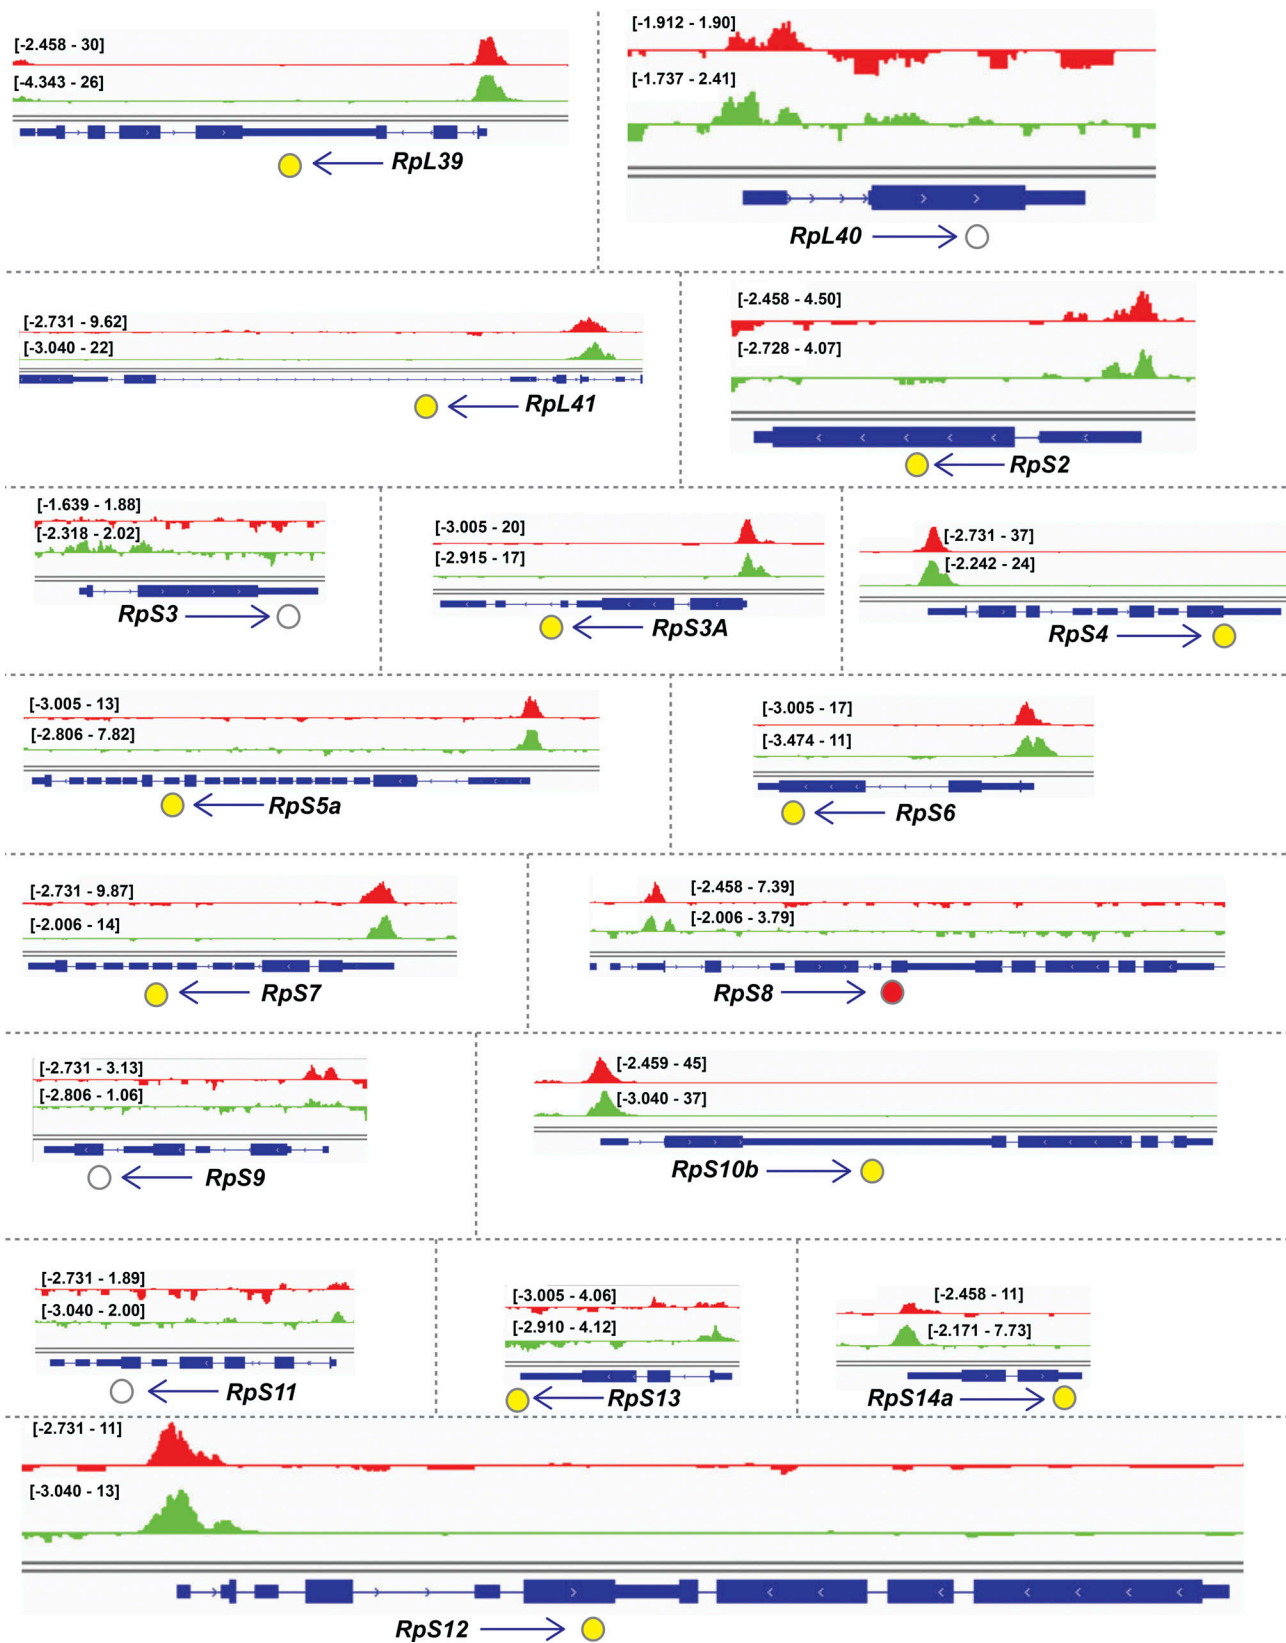 [-2.458 - 30]
[-4.343 - 26]
RpL39
[-1.912 - 1.90]
[-1.737 - 2.41]
RpL40
[-2.731 - 9.62]
[-3.040 - 22]
RpL41
[-2.458 - 4.50]
[-2.728 - 4.07]
RpS2
[-1.639 - 1.88]
[-2.318 - 2.02]
RpS3
[-3.005 - 20]
[-2.915 - 17]
RpS3A
[-2.731 - 37]
[-2.242 - 24]
RpS4
[-3.005 - 13]
[-2.806 - 7.82]
RpS5a
[-3.005 - 17]
[-3.474 - 11]
RpS6
[-2.731 - 9.87]
[-2.006 - 14]
RpS7
[-2.458 - 7.39]
[-2.006 - 3.79]
RpS8
[-2.731 - 3.13]
[-2.806 - 1.06]
RpS9
[-2.459 - 45]
[-3.040 - 37]
RpS10b
[-2.731 - 1.89]
[-3.040 - 2.00]
RpS11
[-3.005 - 4.06]
[-2.910 - 4.12]
RpS13
[-2.458 - 11]
[-2.171 - 7.73]
RpS14a
[-2.731 - 11]
[-3.040 - 13]
RpS12